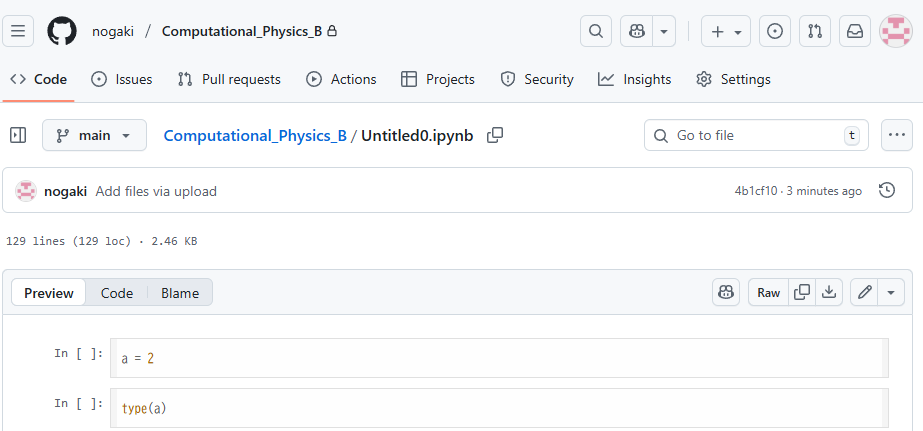 nogaki / Computational_Physics_B
Code Issues Pull requests Actions Projects Security Insights Settings
main Computational_Physics_B / Untitled0.ipynb Go to file t
nogaki Add files via upload 4b1cf10 · 3 minutes ago
129 lines (129 loc) · 2.46 KB
Preview Code Blame Raw
In [ ]: a = 2
In [ ]: type(a)